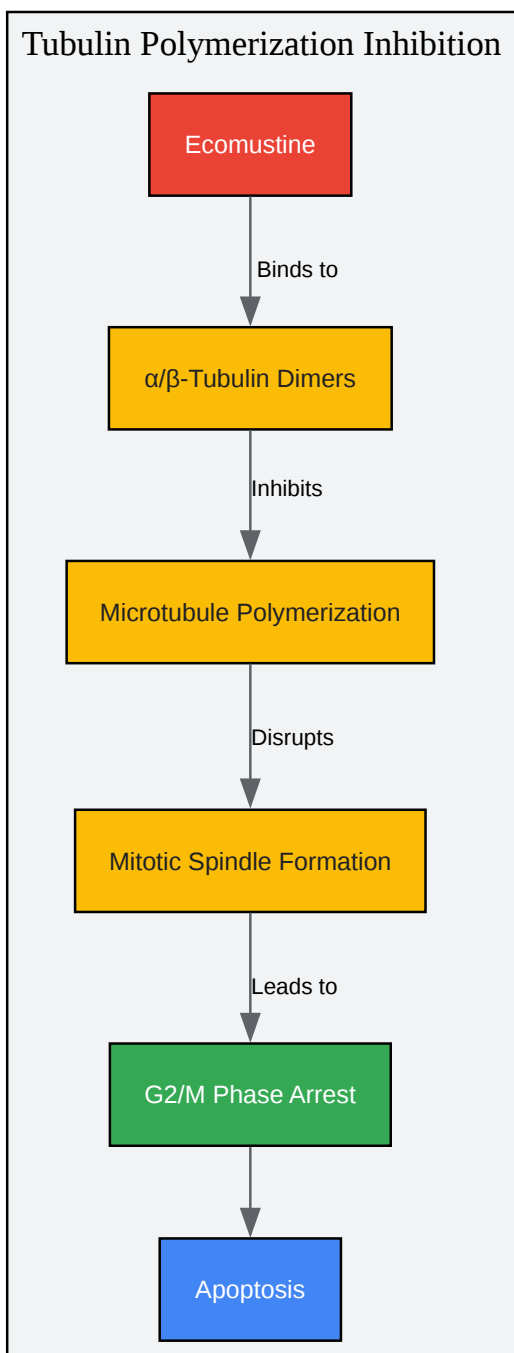 Tubulin Polymerization Inhibition
Ecomustine
Binds to
α/β-Tubulin Dimers
Inhibits
Microtubule Polymerization
Disrupts
Mitotic Spindle Formation
Leads to
G2/M Phase Arrest
Apoptosis